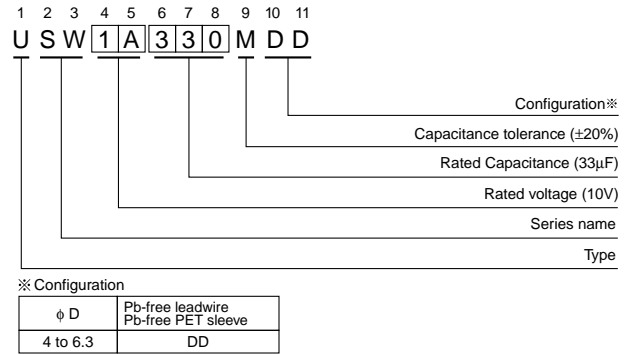 1 2 3 4 5 6 7 8 9 10 11
U S W 1 A 3 3 0 M D D
Configuration※
Capacitance tolerance (±20%)
Rated Capacitance (33μF)
Rated voltage (10V)
Series name
Type
※ Configuration
ϕ D
Pb-free leadwire
Pb-free PET sleeve
4 to 6.3 DD